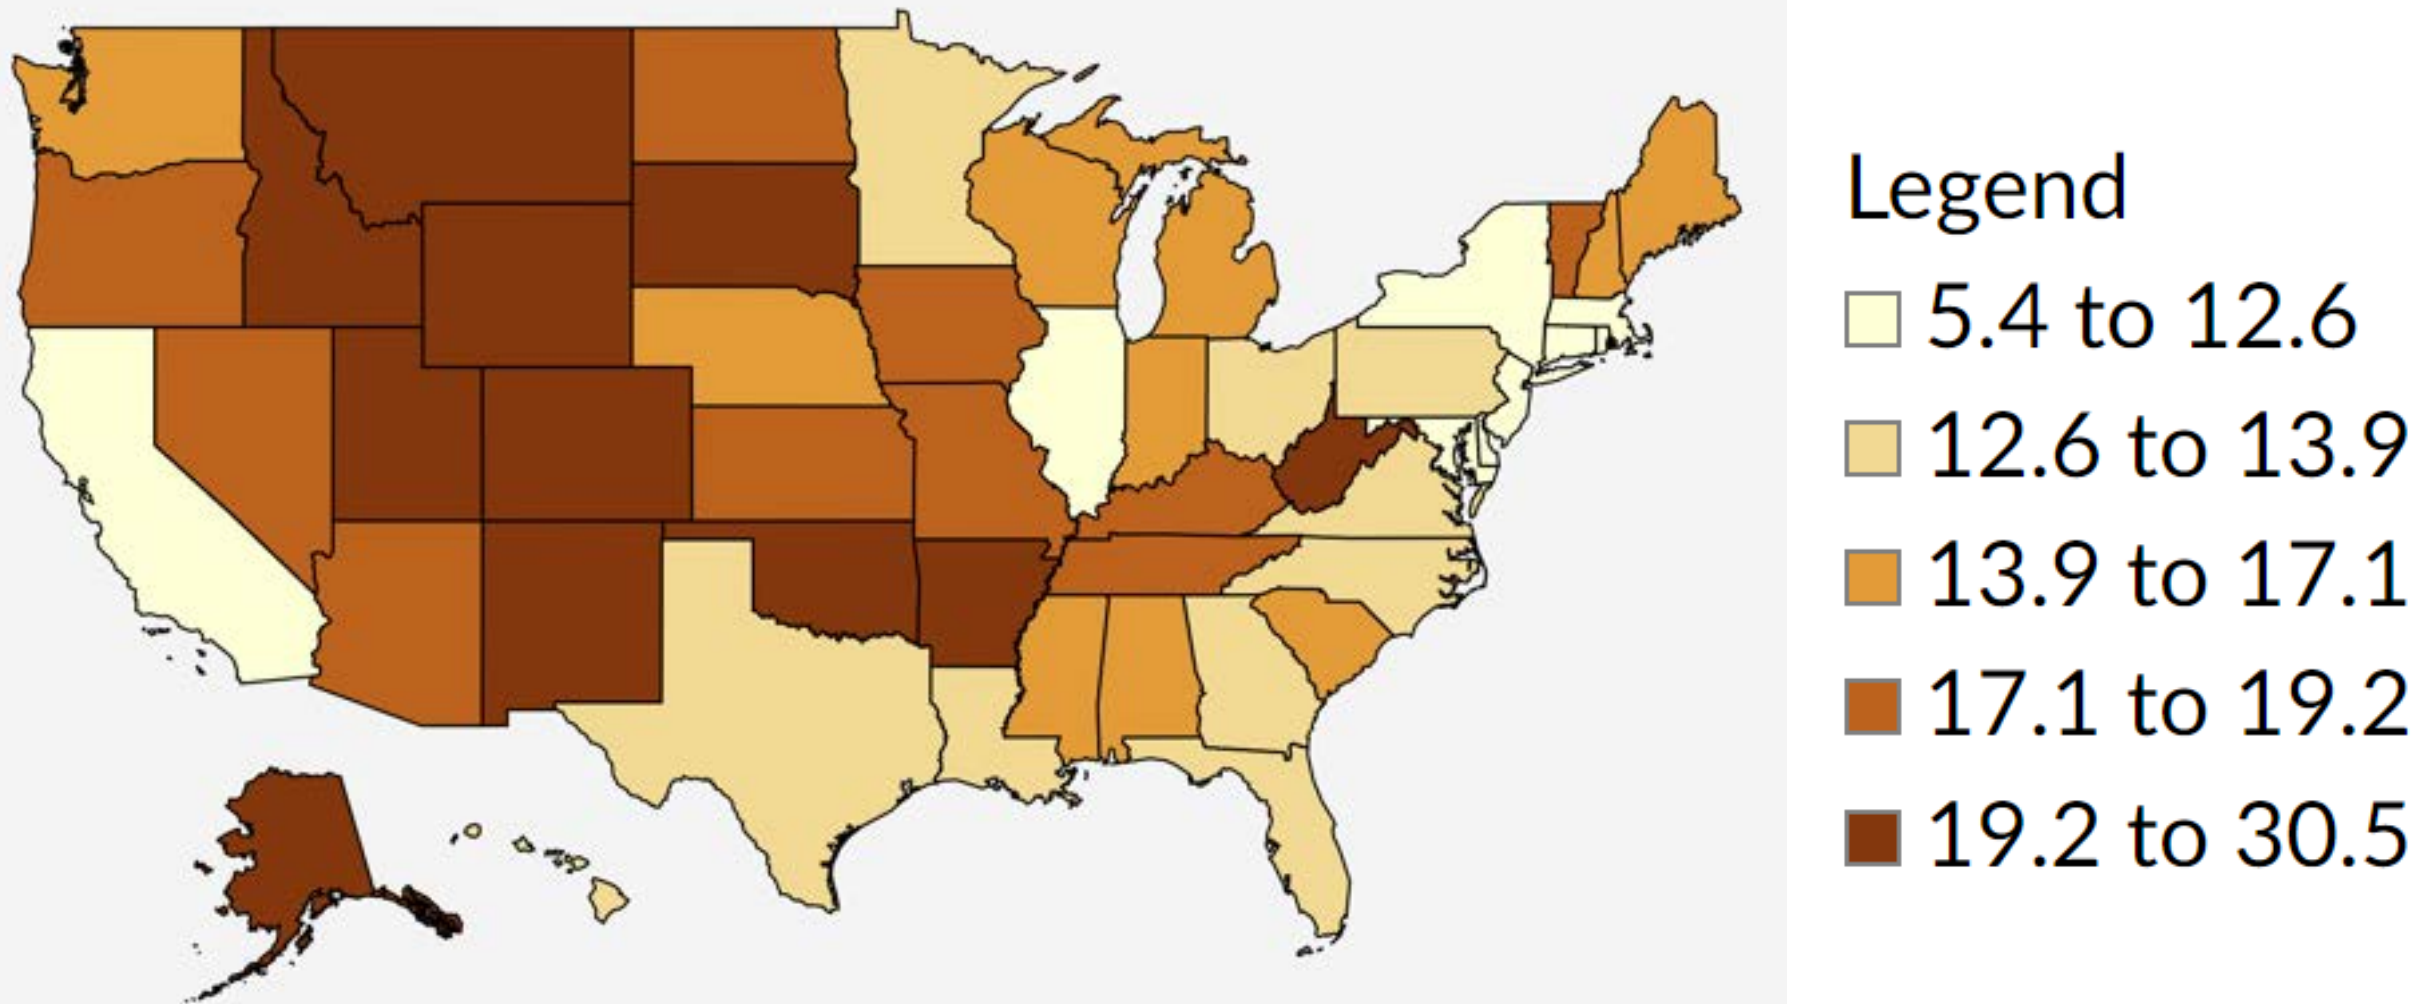 Legend
5.4 to 12.6
12.6 to 13.9
13.9 to 17.1
17.1 to 19.2
19.2 to 30.5